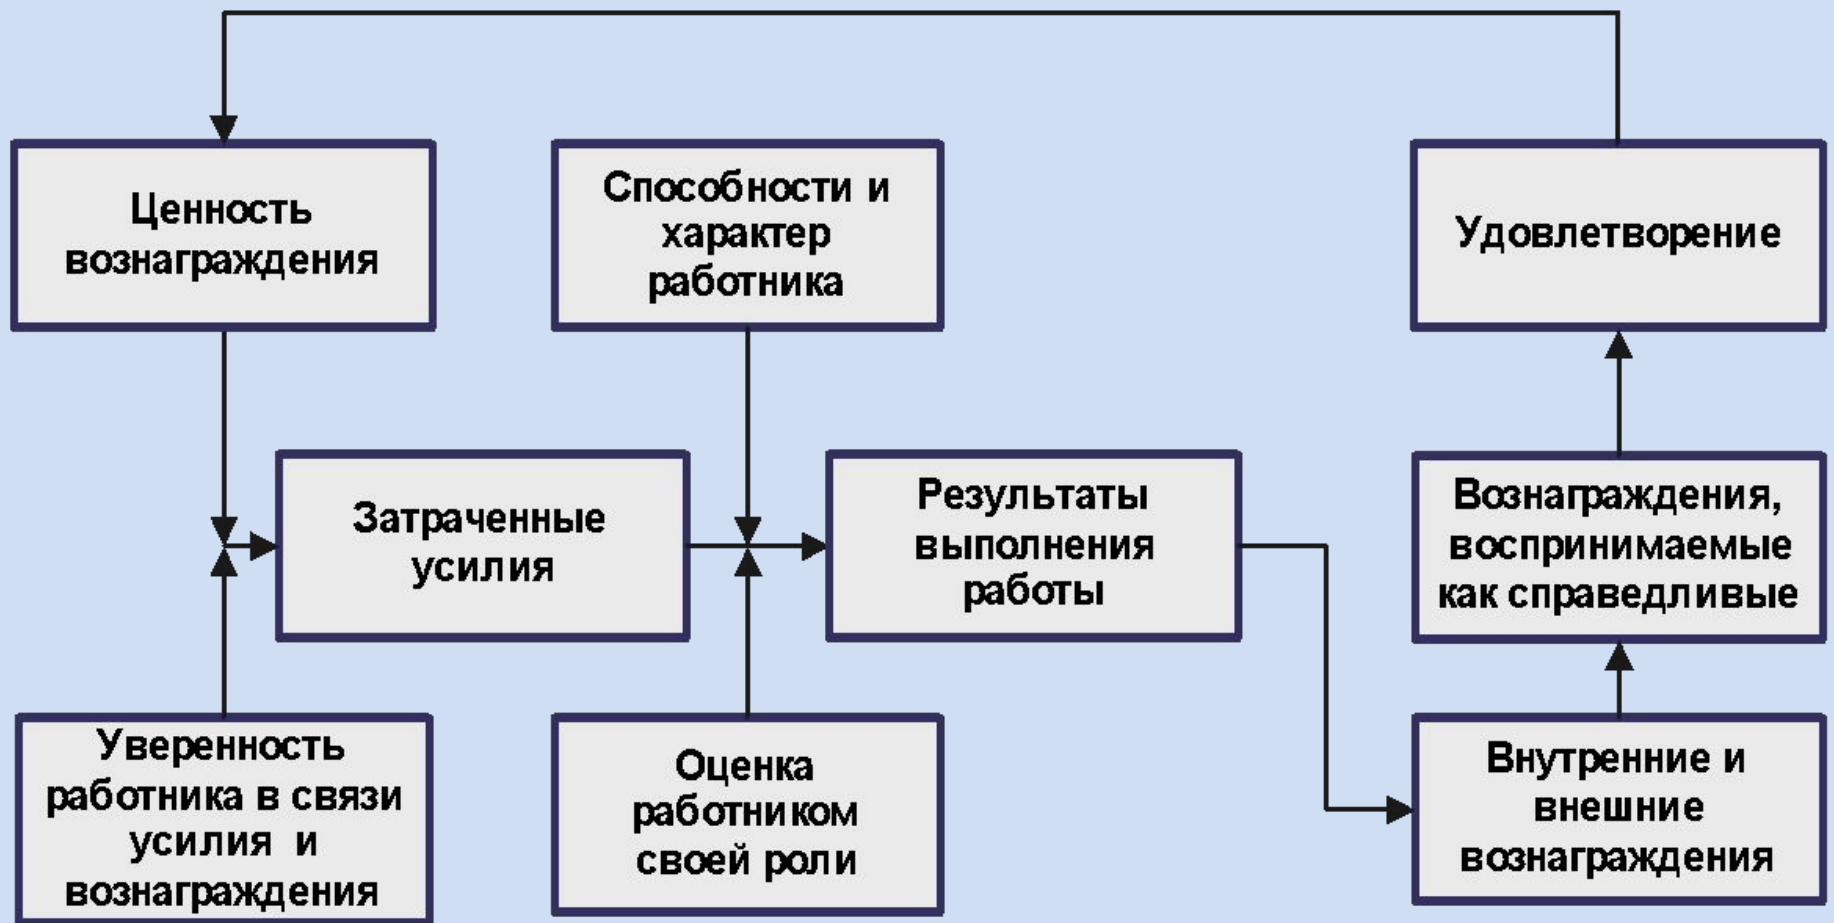 Ценность
вознаграждения
Способности и
характер
работника
Удовлетворение
Затраченные
усилия
Результаты
выполнения
работы
Вознаграждения,
воспринимаемые
как справедливые
Уверенность
работника в связи
усилия и
вознаграждения
Оценка
работником
своей роли
Внутренние и
внешние
вознаграждения